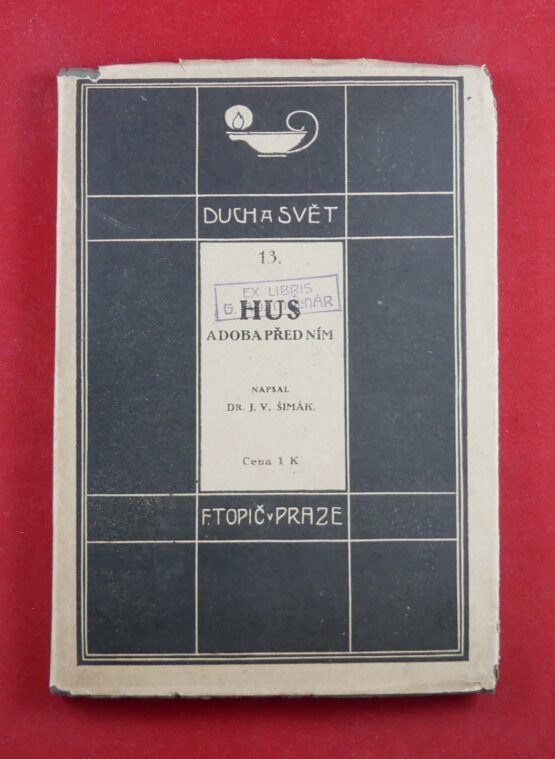 DUCH A SVĚT
13.
EX LIBRIS
G.
HUS
A DOBA PŘED NÍM
NAPSAL
DR. J. V. ŠIMÁK.
Cena 1 K
F. TOPIČ V PRAZE